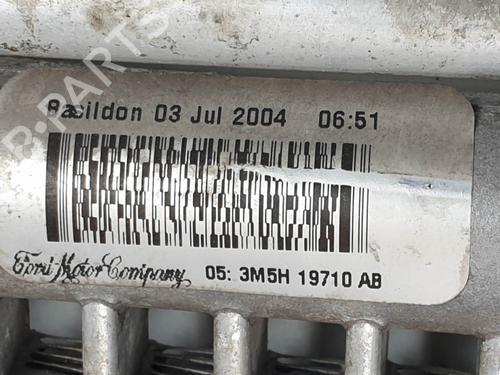 Basildon 03 Jul 2004 06:51
Ford Motor Company 05: 3M5H 19710 AB